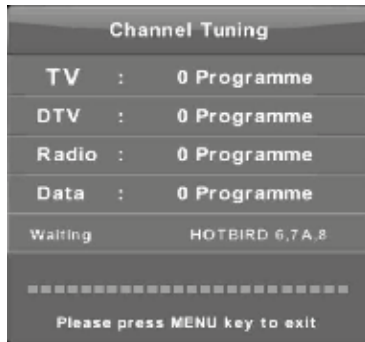 Channel Tuning
TV : 0 Programme
DTV : 0 Programme
Radio : 0 Programme
Data : 0 Programme
Waiting HOTBIRD 6,7A,8
Please press MENU key to exit